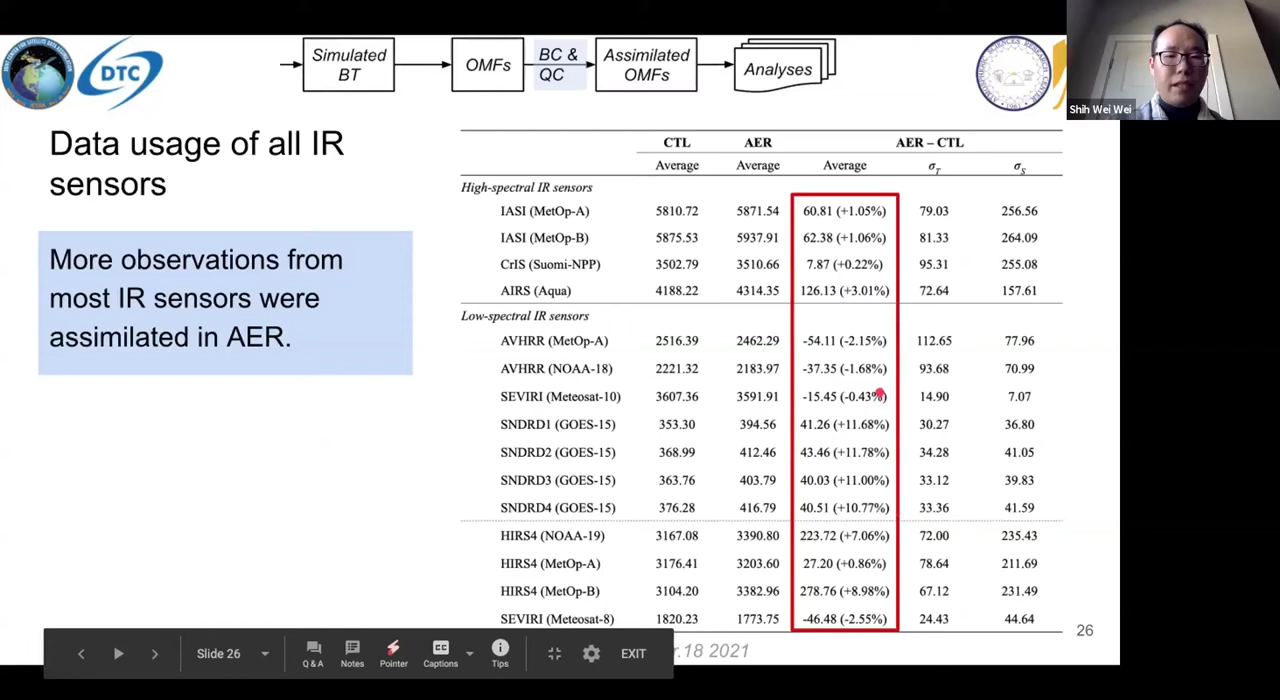 Simulated BT
OMFs
BC & QC
Assimilated OMFs
Analyses
DTC
Shih Wei Wei
Data usage of all IR
sensors
More observations from
most IR sensors were
assimilated in AER.
CTL AER AER – CTL
Average Average Average σT σS
High-spectral IR sensors
IASI (MetOp-A) 5810.72 5871.54 60.81 (+1.05%) 79.03 256.56
IASI (MetOp-B) 5875.53 5937.91 62.38 (+1.06%) 81.33 264.09
CrIS (Suomi-NPP) 3502.79 3510.66 7.87 (+0.22%) 95.31 255.08
AIRS (Aqua) 4188.22 4314.35 126.13 (+3.01%) 72.64 157.61
Low-spectral IR sensors
AVHRR (MetOp-A) 2516.39 2462.29 -54.11 (-2.15%) 112.65 77.96
AVHRR (NOAA-18) 2221.32 2183.97 -37.35 (-1.68%) 93.68 70.99
SEVIRI (Meteosat-10) 3607.36 3591.91 -15.45 (-0.43%) 14.90 7.07
SNDRD1 (GOES-15) 353.30 394.56 41.26 (+11.68%) 30.27 36.80
SNDRD2 (GOES-15) 368.99 412.46 43.46 (+11.78%) 34.28 41.05
SNDRD3 (GOES-15) 363.76 403.79 40.03 (+11.00%) 33.12 39.83
SNDRD4 (GOES-15) 376.28 416.79 40.51 (+10.77%) 33.36 41.59
HIRS4 (NOAA-19) 3167.08 3390.80 223.72 (+7.06%) 72.00 235.43
HIRS4 (MetOp-A) 3176.41 3203.60 27.20 (+0.86%) 78.64 211.69
HIRS4 (MetOp-B) 3104.20 3382.96 278.76 (+8.98%) 67.12 231.49
SEVIRI (Meteosat-8) 1820.23 1773.75 -46.48 (-2.55%) 24.43 44.64
26
r.18 2021
Slide 26
Q & A
Notes
Pointer
Captions
Tips
EXIT